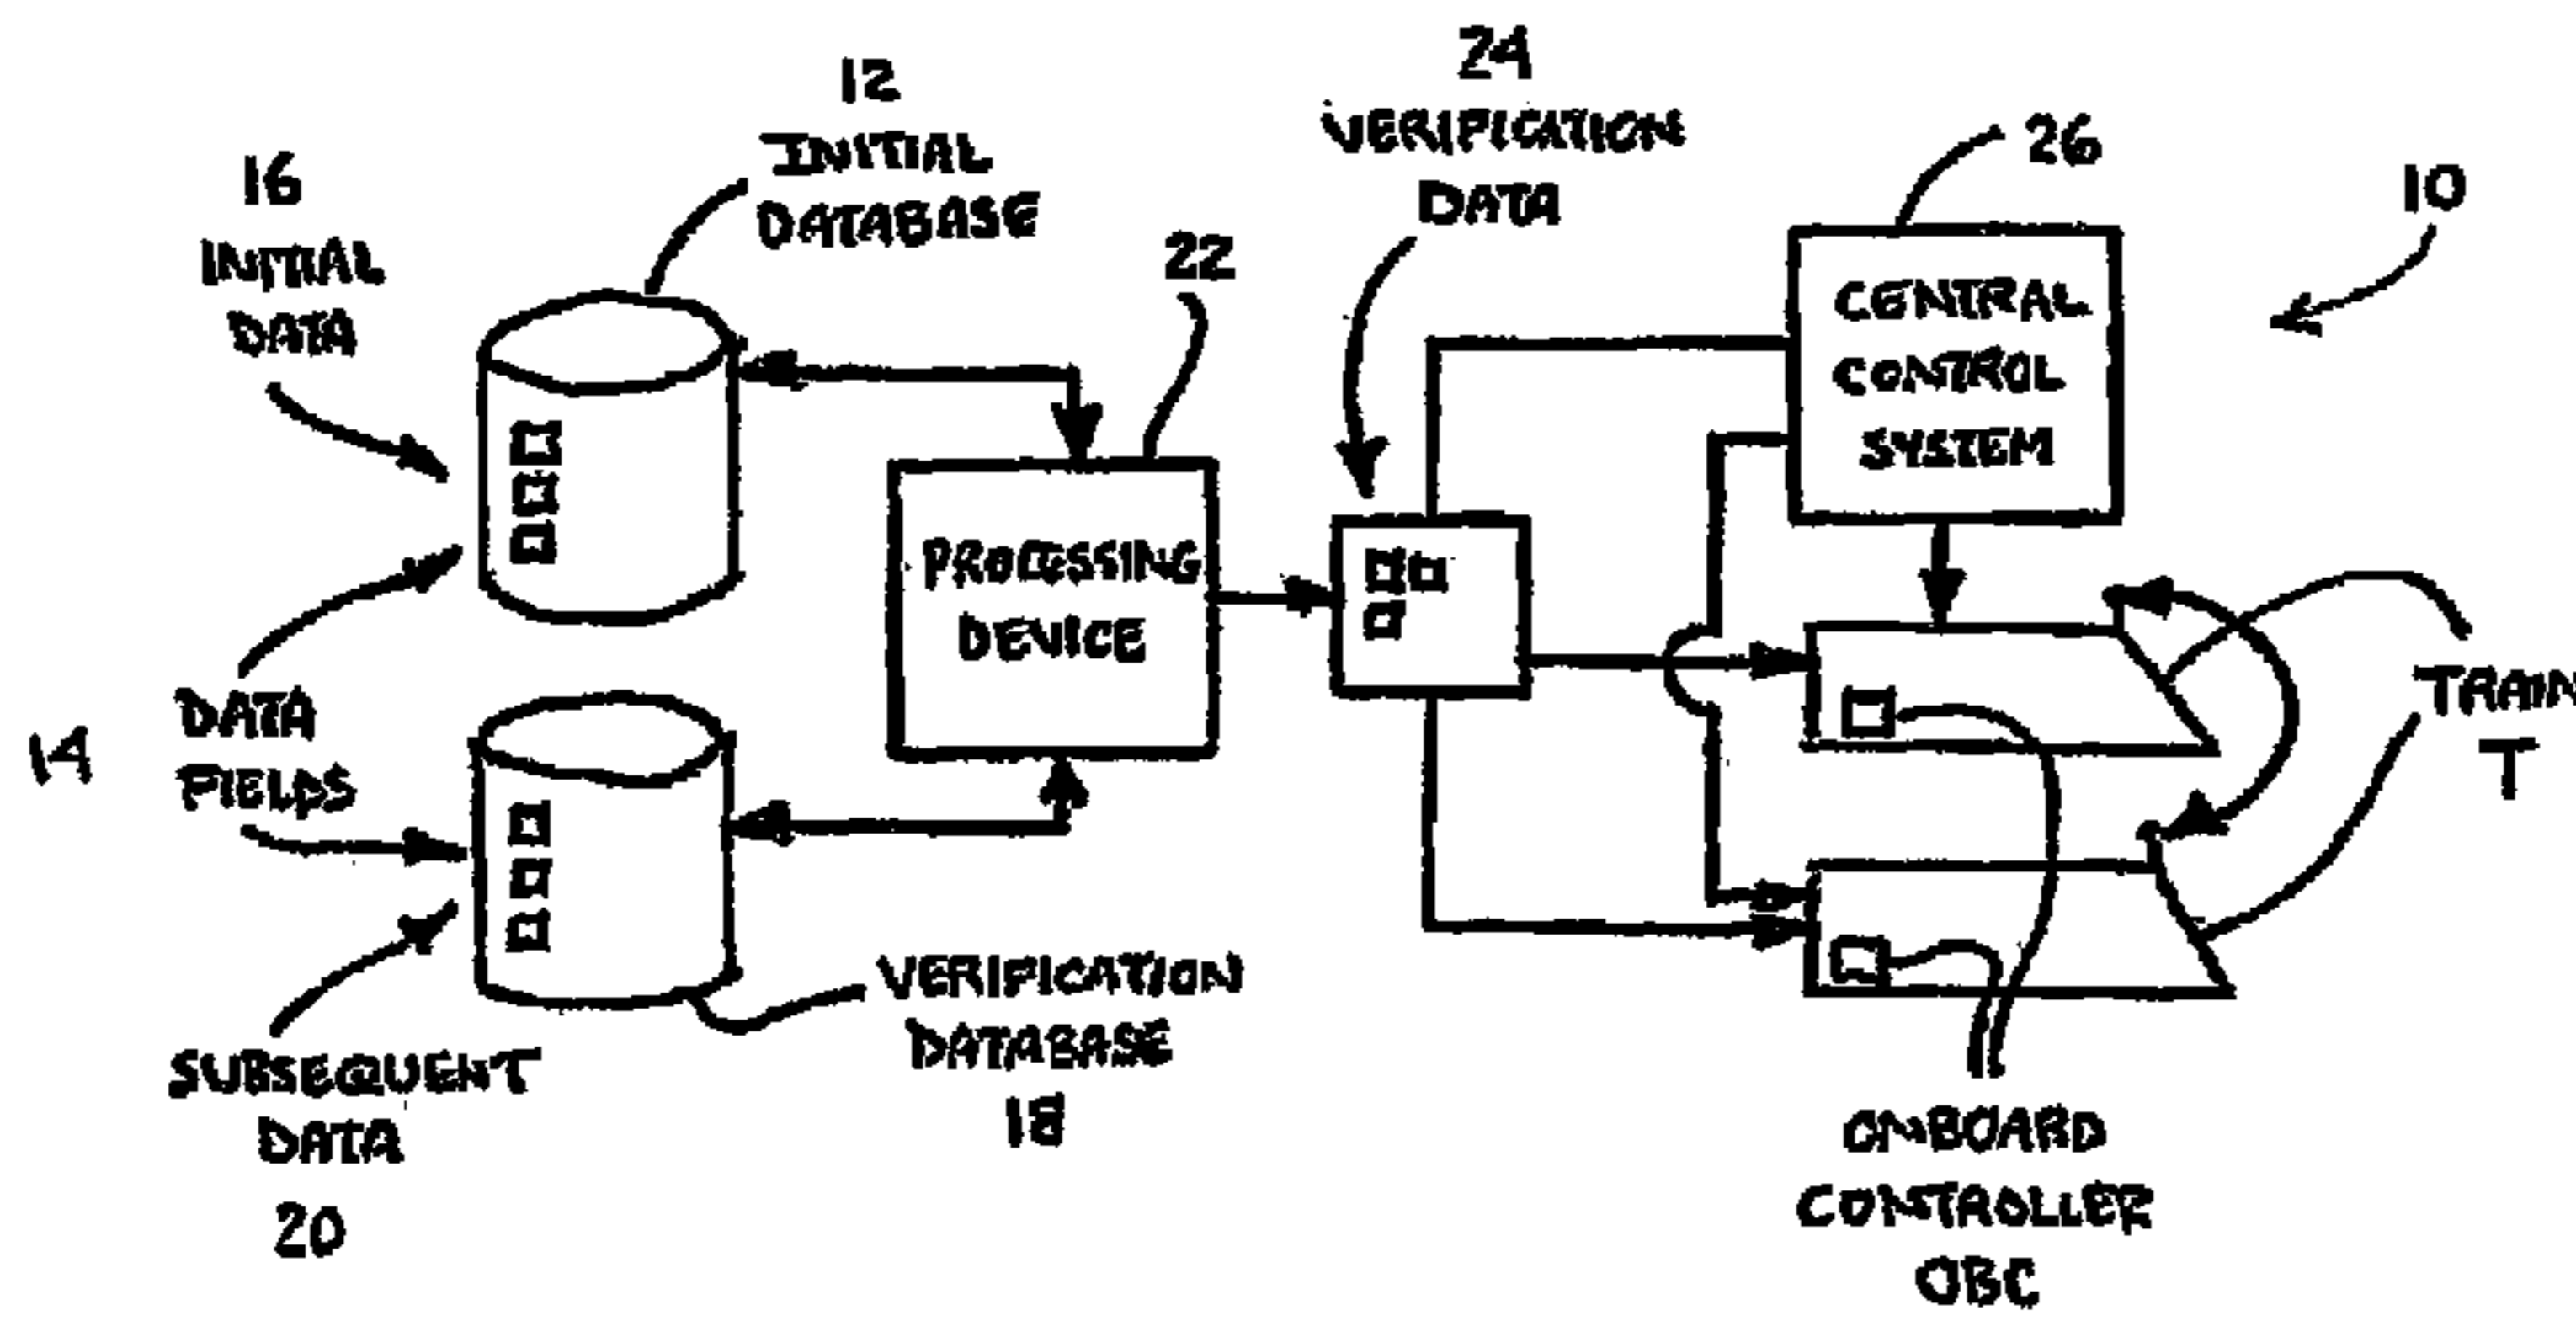 16
INITIAL
DATA
12
INITIAL
DATABASE
22
24
VERIFICATION
DATA
26
10
CENTRAL
CONTROL
SYSTEM
PROCESSING
DEVICE
14
DATA
FIELDS
TRAIN
T
SUBSEQUENT
DATA
20
VERIFICATION
DATABASE
18
ONBOARD
CONTROLLER
OBC